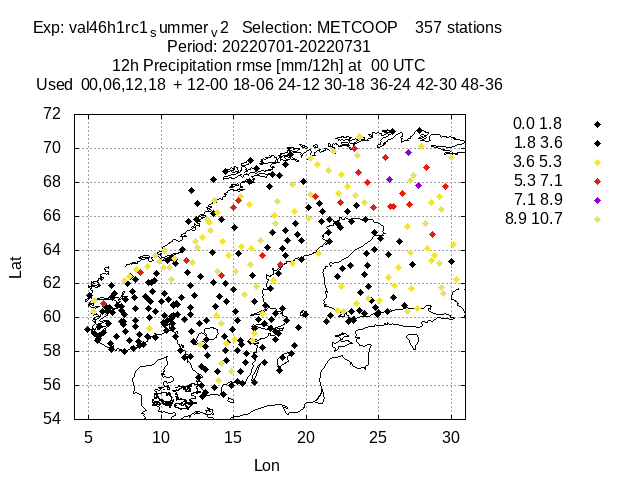 Exp: val46h1rc1summerv2 Selection: METCOOP 357 stations
Period: 20220701-20220731
12h Precipitation rmse [mm/12h] at 00 UTC
Used 00,06,12,18 + 12-00 18-06 24-12 30-18 36-24 42-30 48-36
0.0 1.8
1.8 3.6
3.6 5.3
5.3 7.1
7.1 8.9
8.9 10.7
72
70
68
66
64
62
60
58
56
54
Lat
5 10 15 20 25 30
Lon